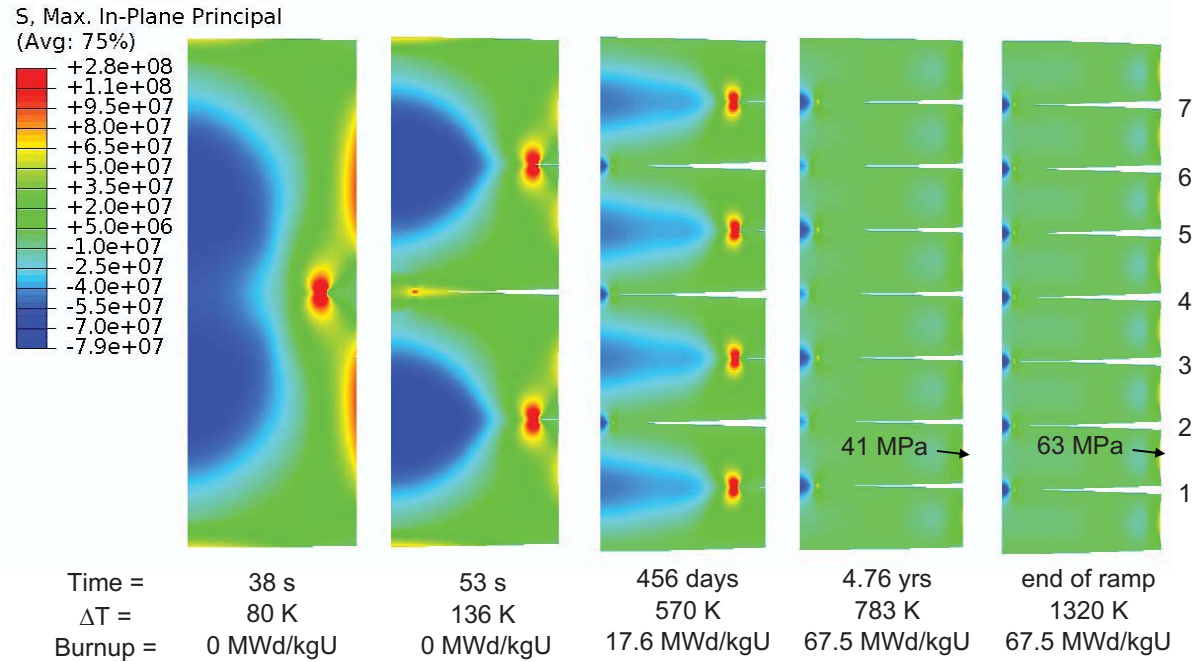 S, Max. In-Plane Principal
(Avg: 75%)
+2.8e+08
+1.1e+08
+9.5e+07
+8.0e+07
+6.5e+07
+5.0e+07
+3.5e+07
+2.0e+07
+5.0e+06
-1.0e+07
-2.5e+07
-4.0e+07
-5.5e+07
-7.0e+07
-7.9e+07
7
6
5
4
3
2
1
41 MPa
63 MPa
Time = 38 s 53 s 456 days 4.76 yrs end of ramp
ΔT = 80 K 136 K 570 K 783 K 1320 K
Burnup = 0 MWd/kgU 0 MWd/kgU 17.6 MWd/kgU 67.5 MWd/kgU 67.5 MWd/kgU